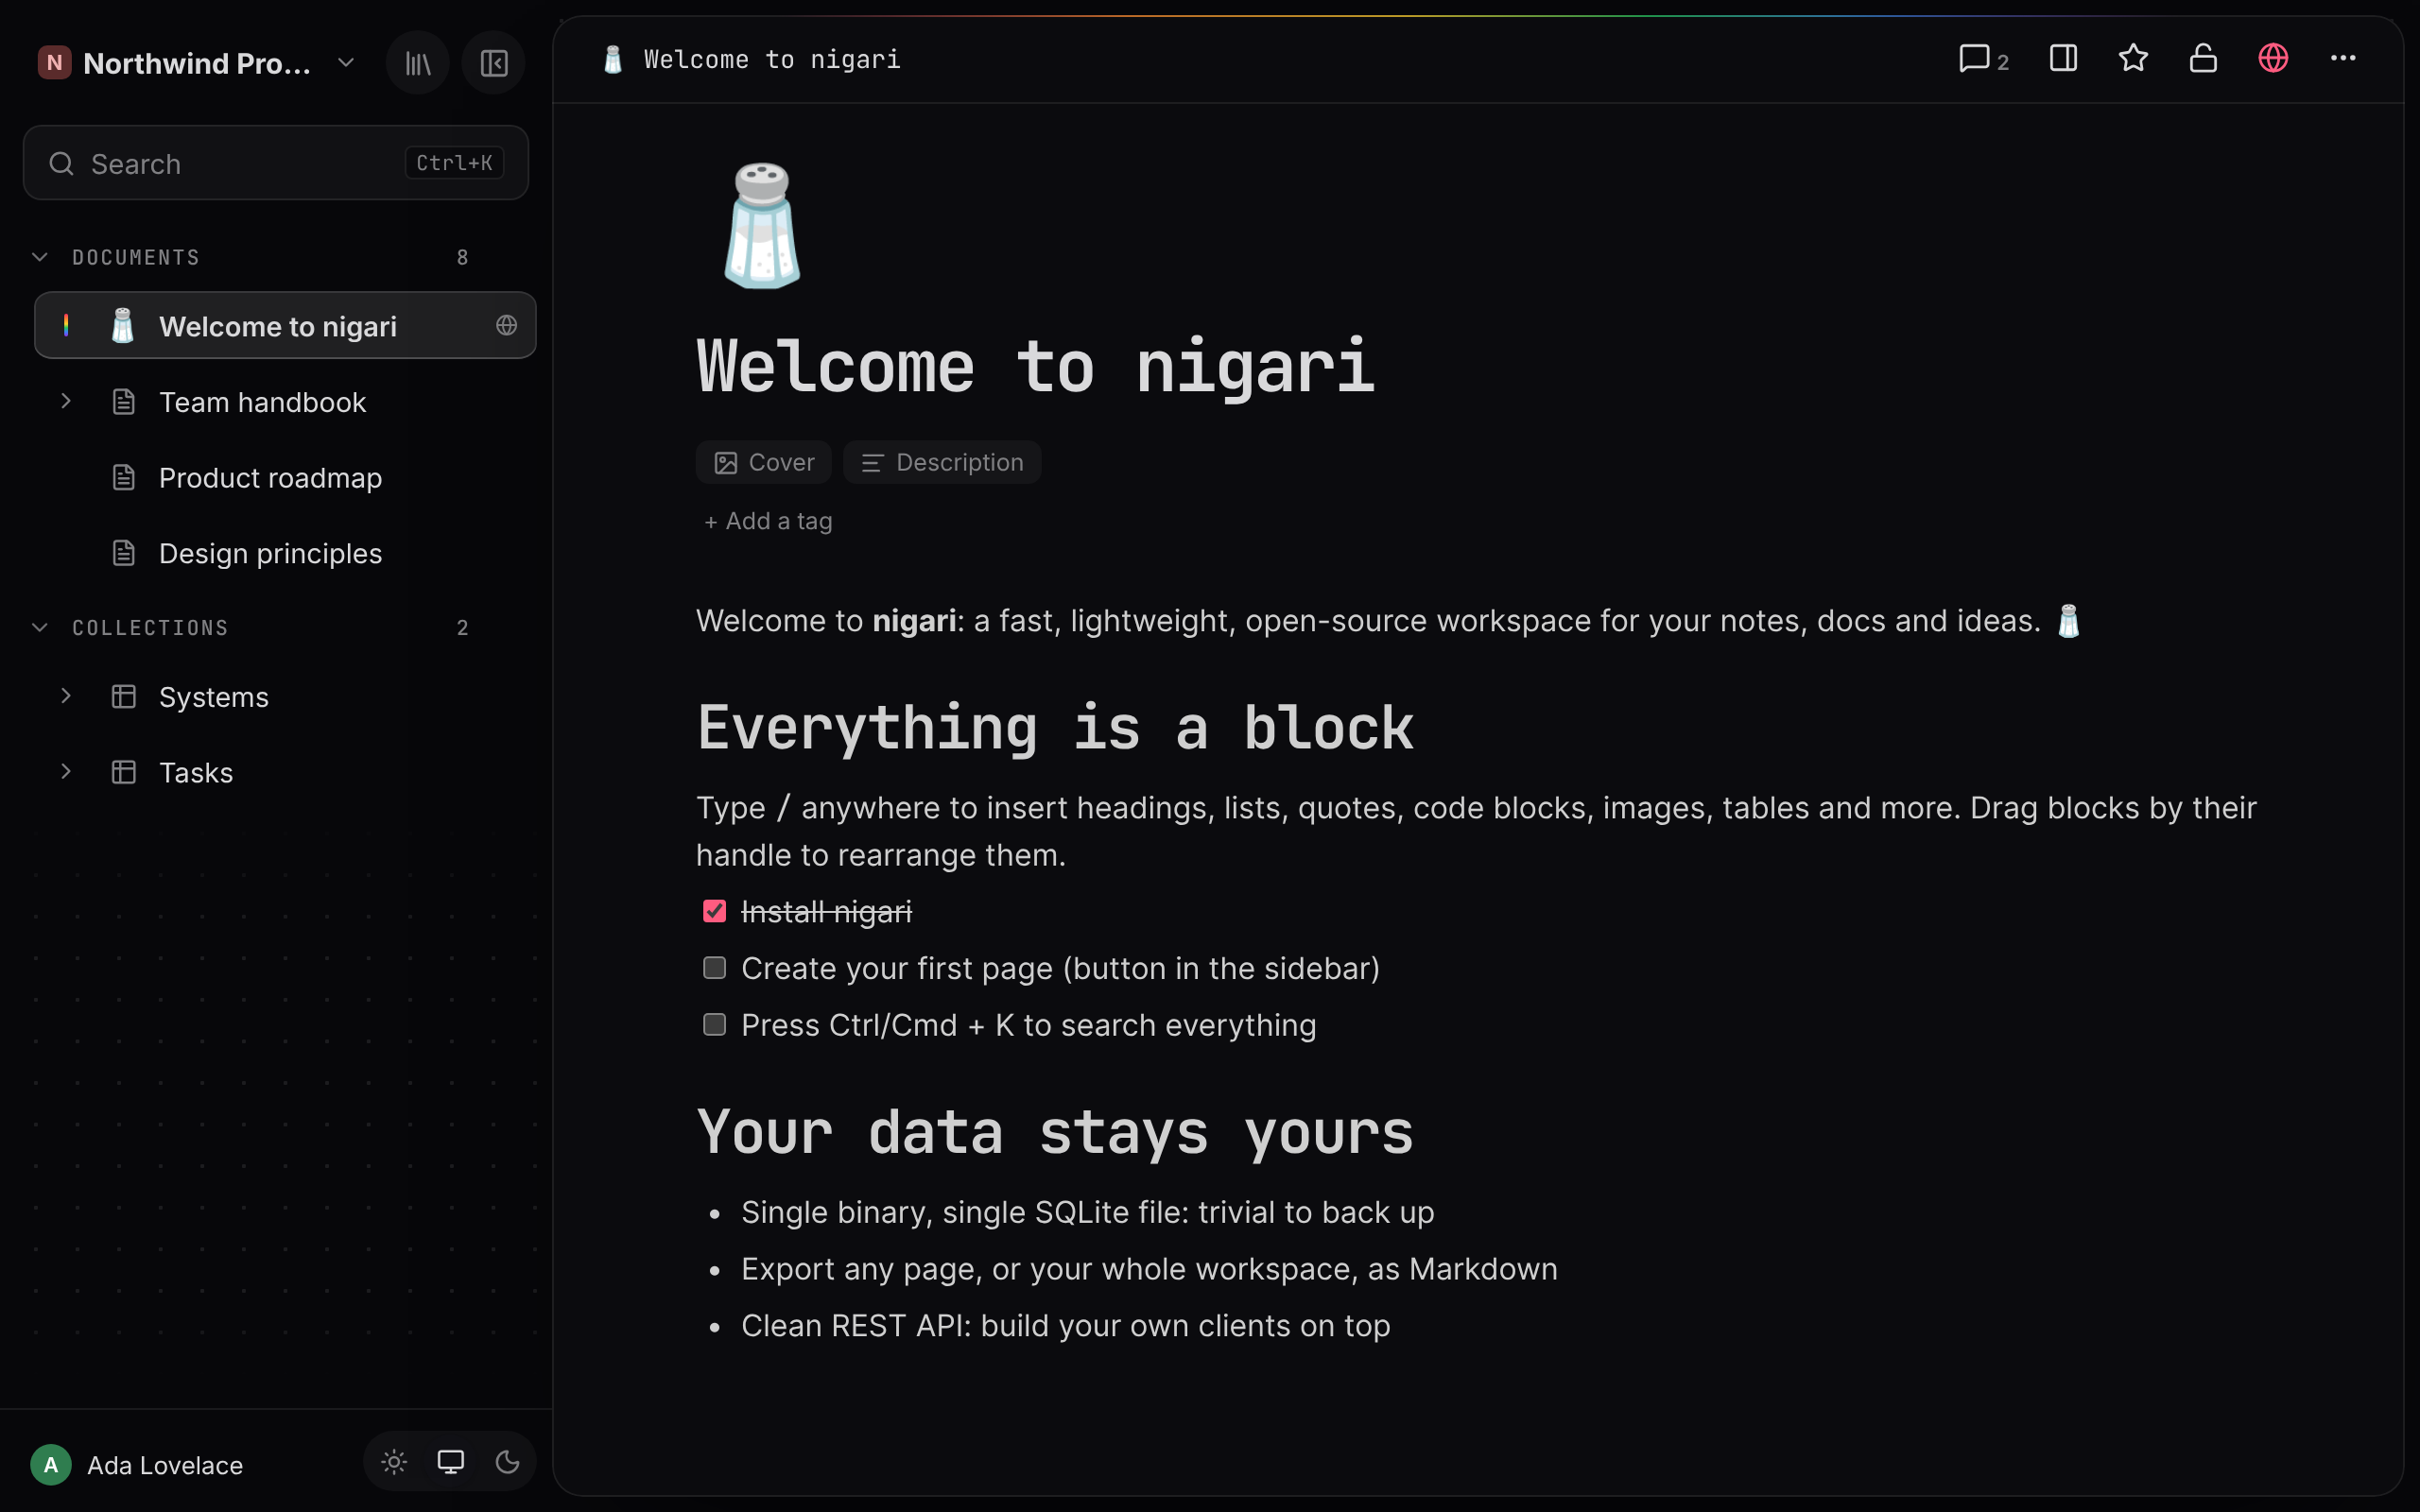 N Northwind Pro...
Search Ctrl+K
DOCUMENTS 8
Welcome to nigari
Team handbook
Product roadmap
Design principles
COLLECTIONS 2
Systems
Tasks
A Ada Lovelace
Welcome to nigari
2
Welcome to nigari
Cover Description
+ Add a tag
Welcome to nigari: a fast, lightweight, open-source workspace for your notes, docs and ideas.
Everything is a block
Type / anywhere to insert headings, lists, quotes, code blocks, images, tables and more. Drag blocks by their
handle to rearrange them.
Install nigari
Create your first page (button in the sidebar)
Press Ctrl/Cmd + K to search everything
Your data stays yours
• Single binary, single SQLite file: trivial to back up
• Export any page, or your whole workspace, as Markdown
• Clean REST API: build your own clients on top